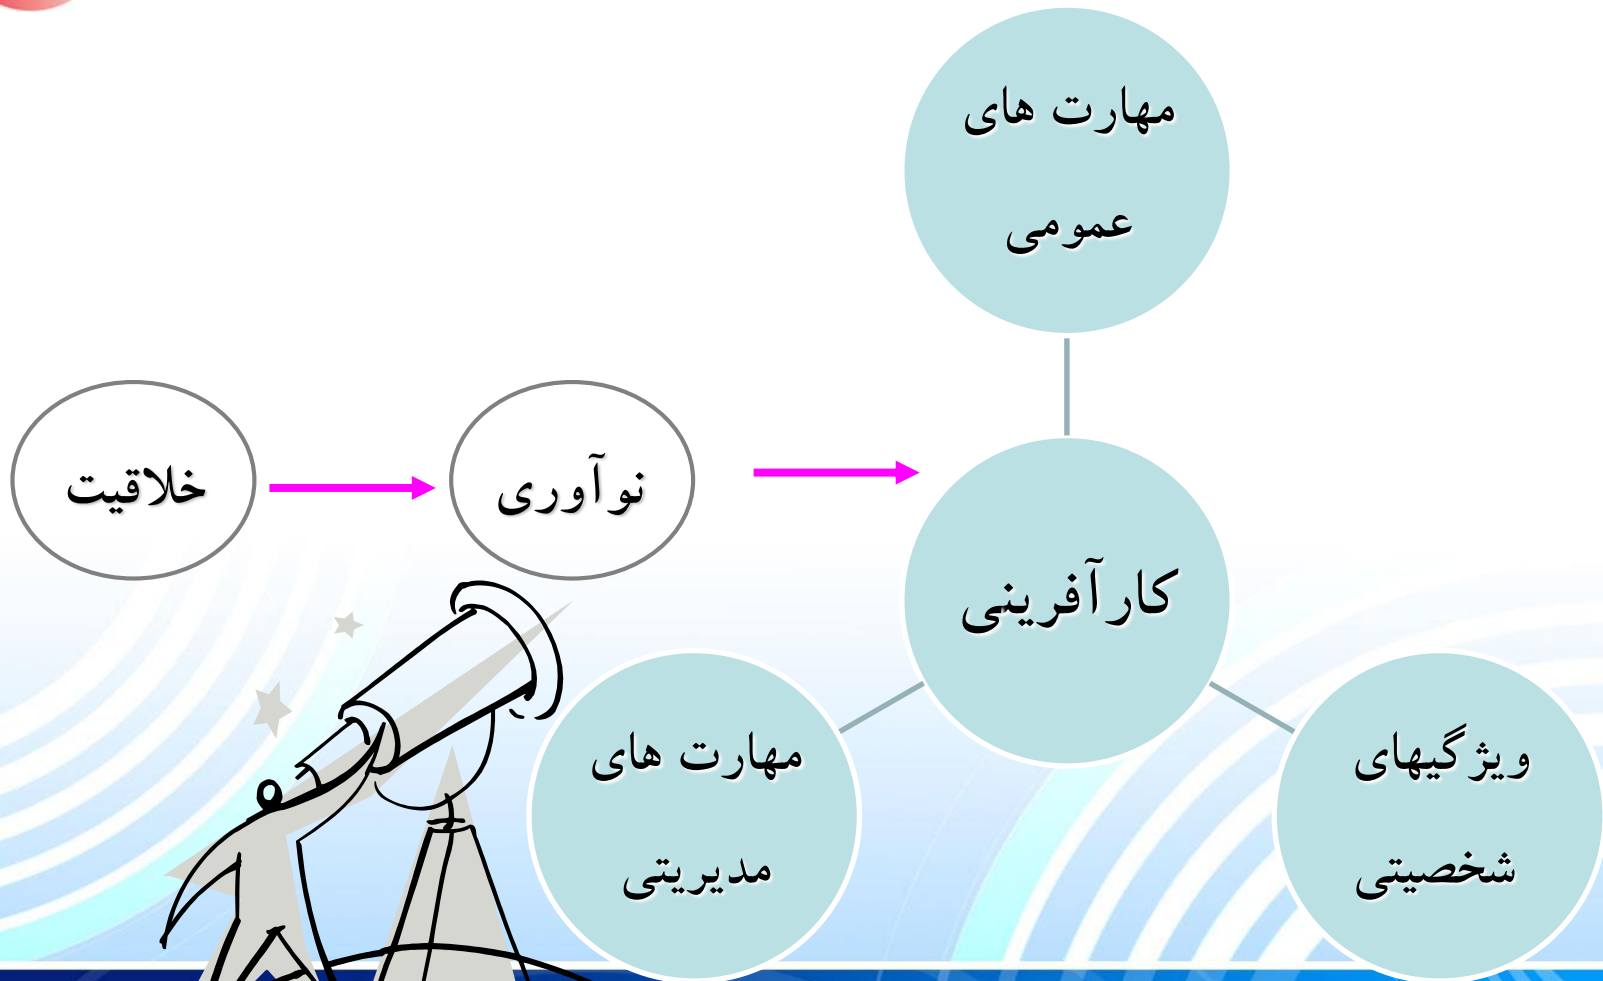 مهارت های
عمومی
خلاقیت
نوآوری
کارآفرینی
مهارت های
مدیریتی
ویژگیهای
شخصیتی